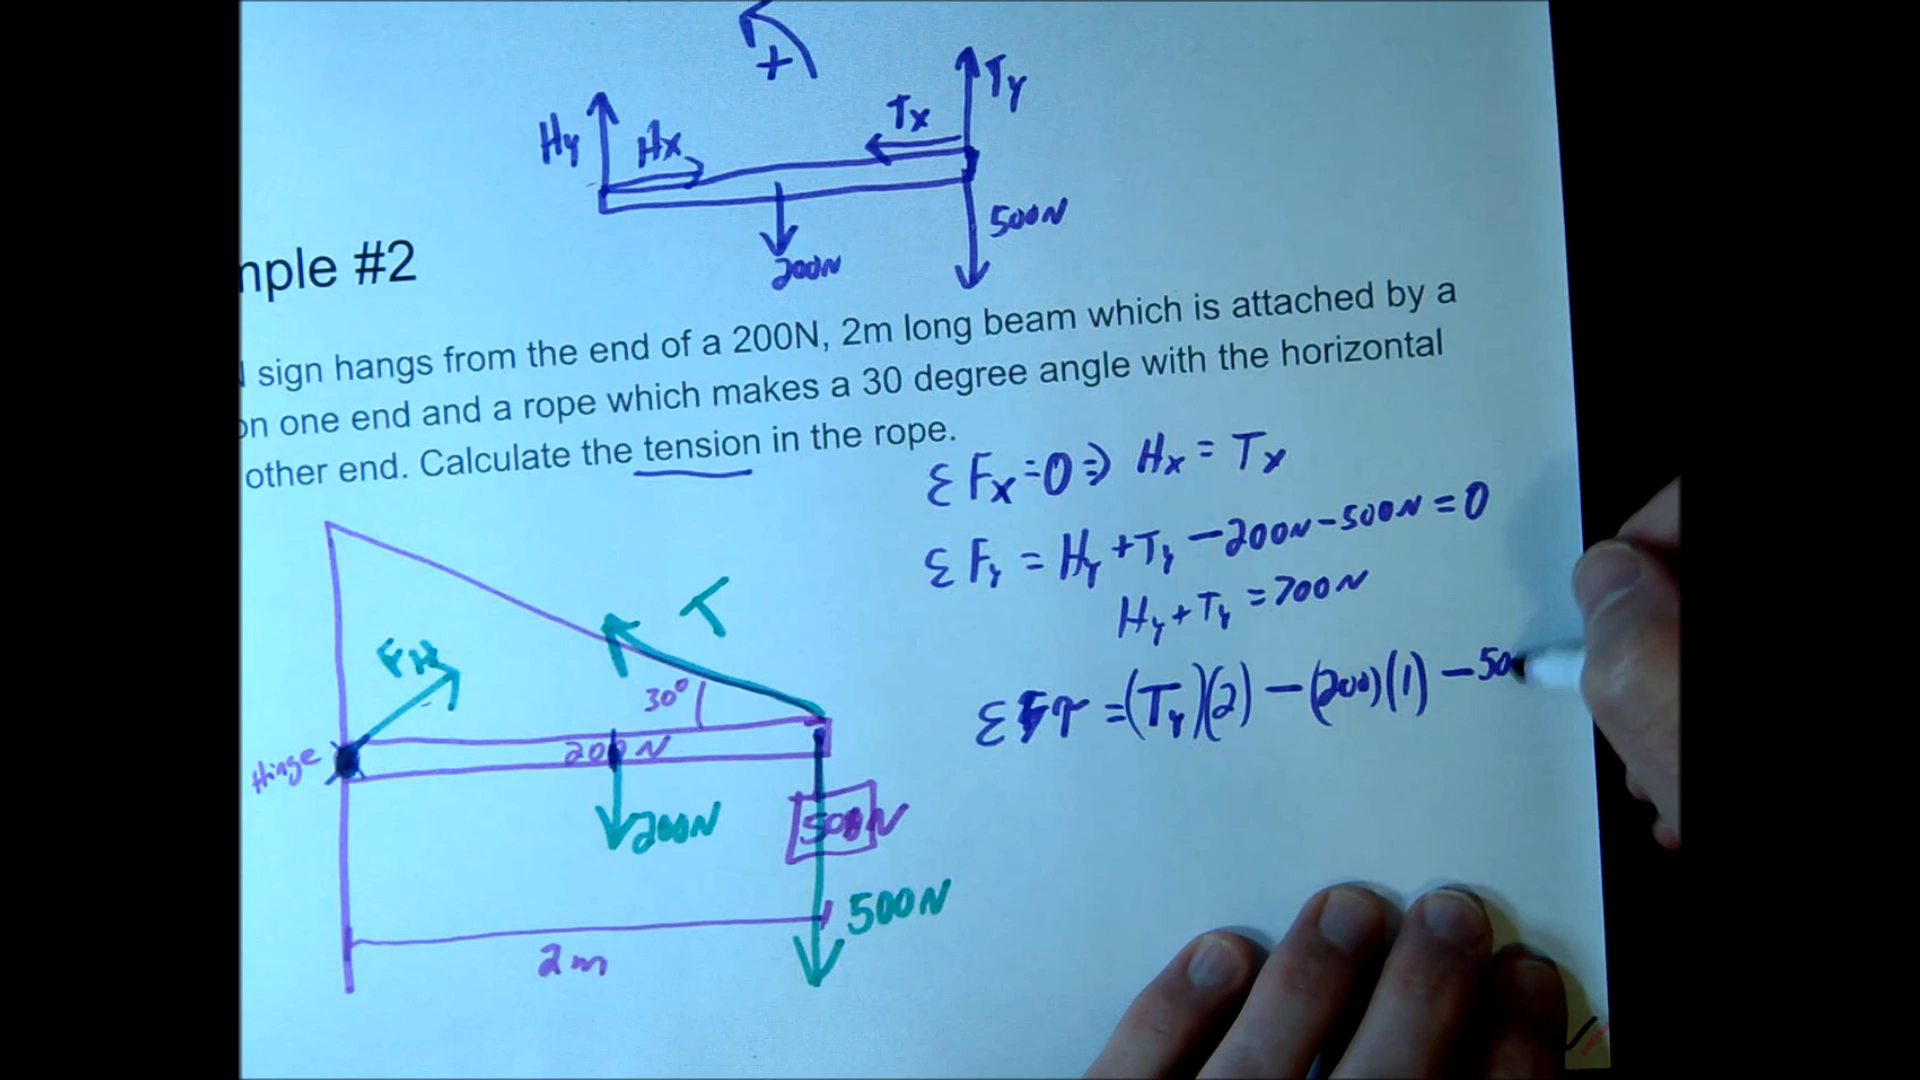 +
Ty
Tx
Hy
Hx
500N
200N
mple #2
sign hangs from the end of a 200N, 2m long beam which is attached by a
on one end and a rope which makes a 30 degree angle with the horizontal
other end. Calculate the tension in the rope.
ΣFx=0⇒ Hx = Tx
ΣFy = Hy + Ty - 200N - 500N = 0
Hy + Ty = 700N
Στ = (Ty)(2) - (200)(1) - 50
T
FH
30°
Hinge
200N
200N
500N
500N
2m